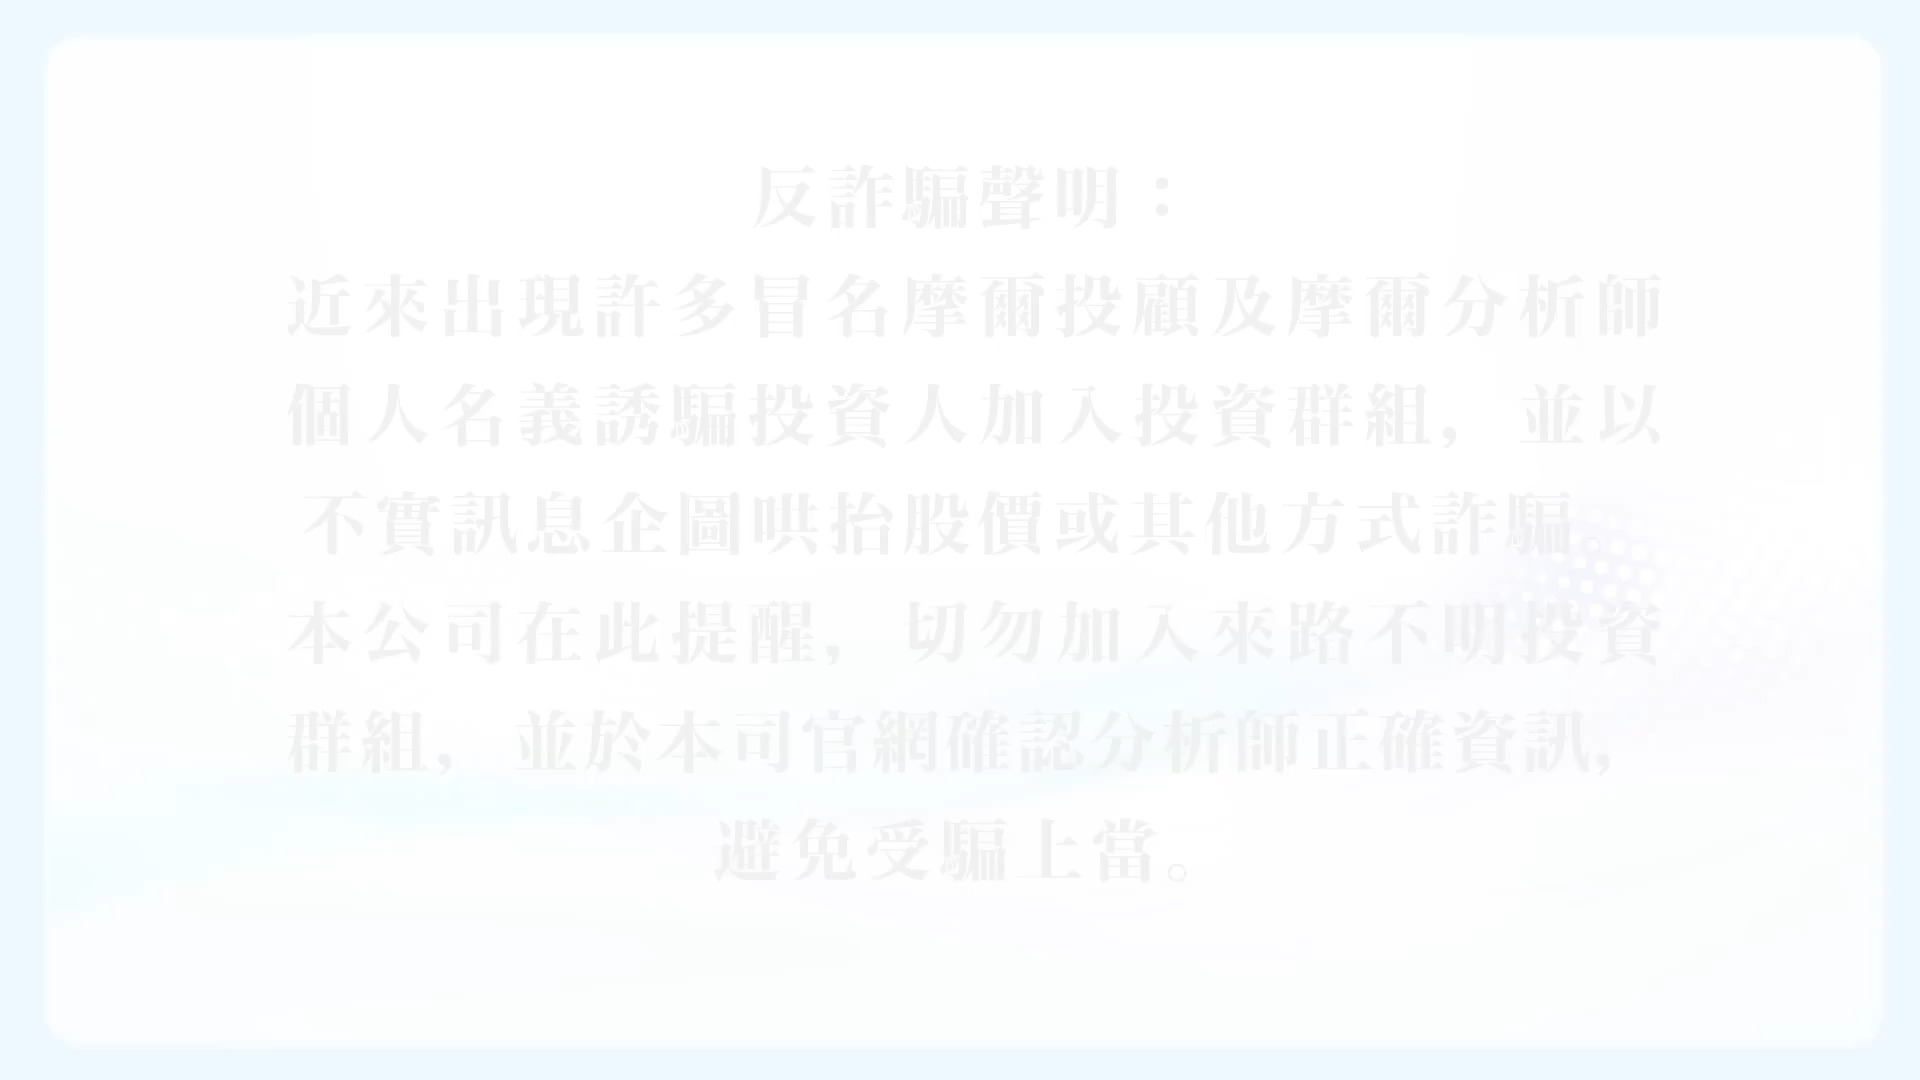 反詐騙聲明：
近來出現許多冒名摩爾投顧及摩爾分析師
個人名義誘騙投資人加入投資群組，並以
不實訊息企圖哄抬股價或其他方式詐騙。
本公司在此提醒，切勿加入來路不明投資
群組，並於本司官網確認分析師正確資訊，
避免受騙上當。